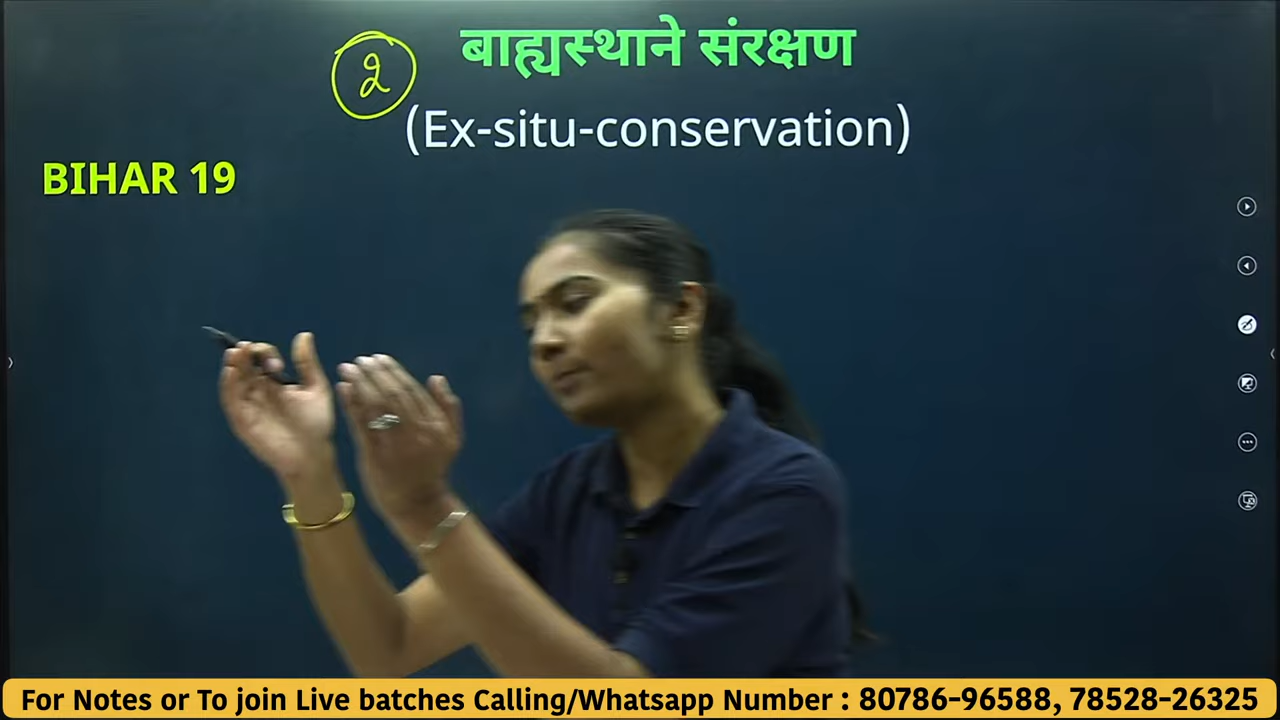 2 बाह्यस्थाने संरक्षण
(Ex-situ-conservation)
BIHAR 19
For Notes or To join Live batches Calling/Whatsapp Number : 80786-96588, 78528-26325